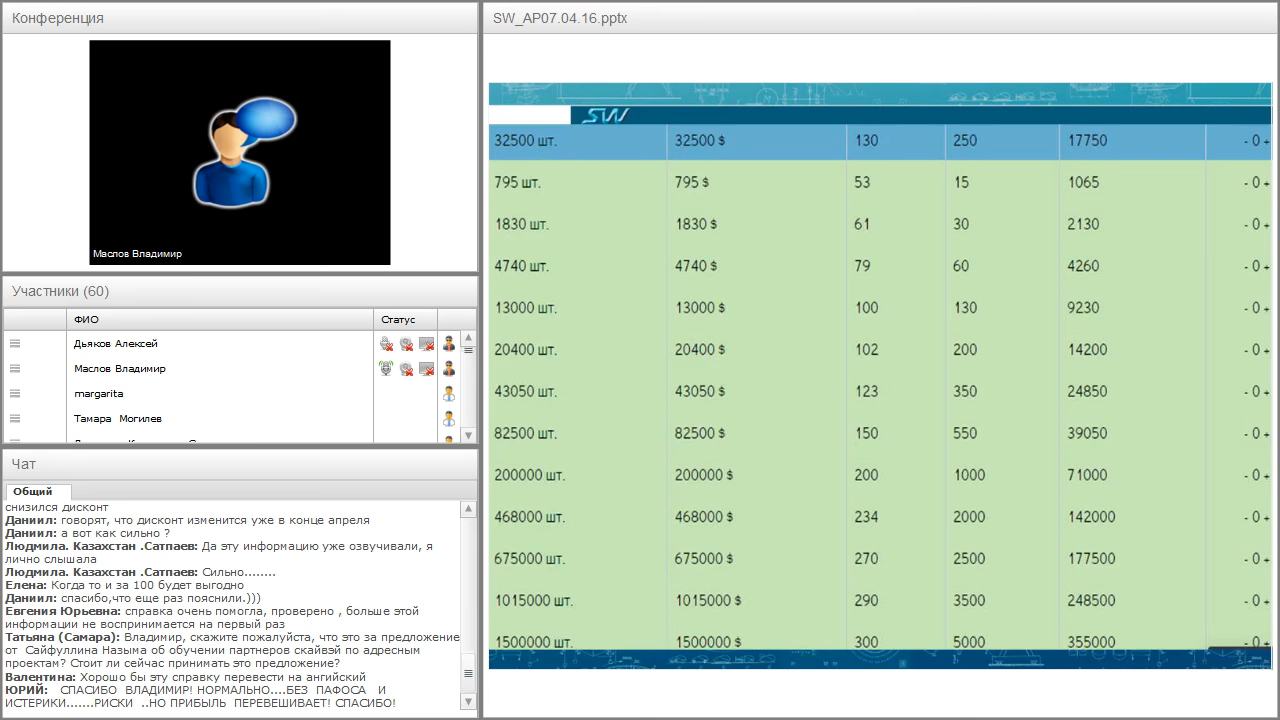 Конференция
Маслов Владимир
Участники (60)
ФИО Статус
Дьяков Алексей
Маслов Владимир
margarita
Тамара Могилев
Чат
Общий
снизился дисконт
Даниил: говорят, что дисконт изменится уже в конце апреля
Даниил: а вот как сильно ?
Людмила. Казахстан .Сатпаев: Да эту информацию уже озвучивали, я
лично слышала
Людмила. Казахстан .Сатпаев: Сильно........
Елена: Когда то и за 100 будет выгодно
Даниил: спасибо,что еще раз пояснили.)))
Евгения Юрьевна: справка очень помогла, проверено , больше этой
информации не воспринимается на первый раз
Татьяна (Самара): Владимир, скажите пожалуйста, что это за предложение
от Сайфуллина Назыма об обучении партнеров скайвэй по адресным
программ? Стоит ли сейчас принимать это предложение?
Валентина: Хорошо бы эту справку перевести на английский
ЮРИЙ: СПАСИБО ВЛАДИМИР! НОРМАЛЬНО....БЕЗ ПАФОСА И
ИСТЕРИКИ.......РИСКИ ..НО ПРИБЫЛЬ ПЕРЕВЕШИВАЕТ! СПАСИБО!
SW_AP07.04.16.pptx
SW
32500 шт. 32500 $ 130 250 17750 - 0 +
795 шт. 795 $ 53 15 1065 - 0 +
1830 шт. 1830 $ 61 30 2130 - 0 +
4740 шт. 4740 $ 79 60 4260 - 0 +
13000 шт. 13000 $ 100 130 9230 - 0 +
20400 шт. 20400 $ 102 200 14200 - 0 +
43050 шт. 43050 $ 123 350 24850 - 0 +
82500 шт. 82500 $ 150 550 39050 - 0 +
200000 шт. 200000 $ 200 1000 71000 - 0 +
468000 шт. 468000 $ 234 2000 142000 - 0 +
675000 шт. 675000 $ 270 2500 177500 - 0 +
1015000 шт. 1015000 $ 290 3500 248500 - 0 +
1500000 шт. 1500000 $ 300 5000 355000 - 0 +